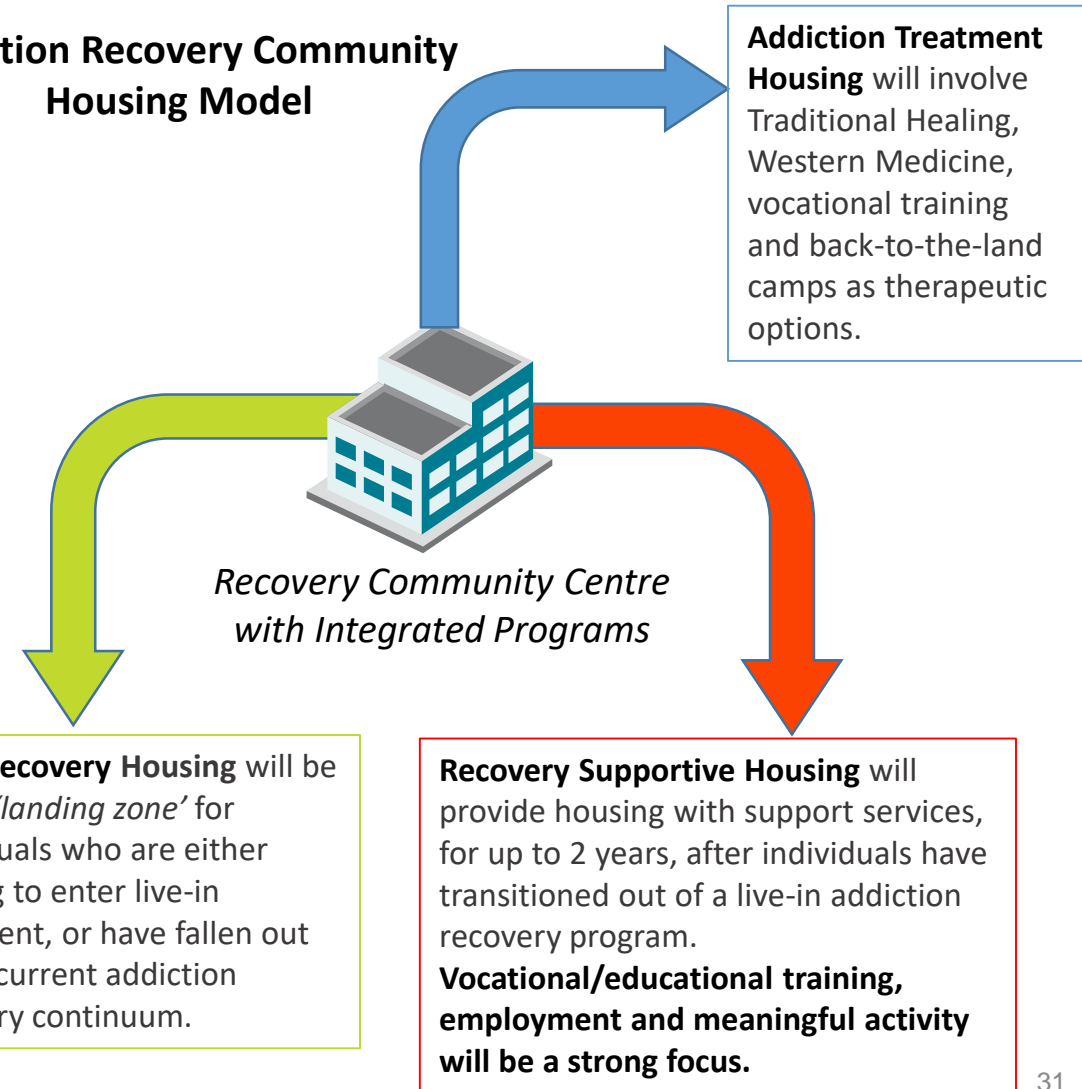 tion Recovery Community
Housing Model
Addiction Treatment
Housing will involve
Traditional Healing,
Western Medicine,
vocational training
and back-to-the-land
camps as therapeutic
options.
Recovery Community Centre
with Integrated Programs
ecovery Housing will be
'landing zone' for
uals who are either
g to enter live-in
ent, or have fallen out
current addiction
ry continuum.
Recovery Supportive Housing will
provide housing with support services,
for up to 2 years, after individuals have
transitioned out of a live-in addiction
recovery program.
Vocational/educational training,
employment and meaningful activity
will be a strong focus.
31